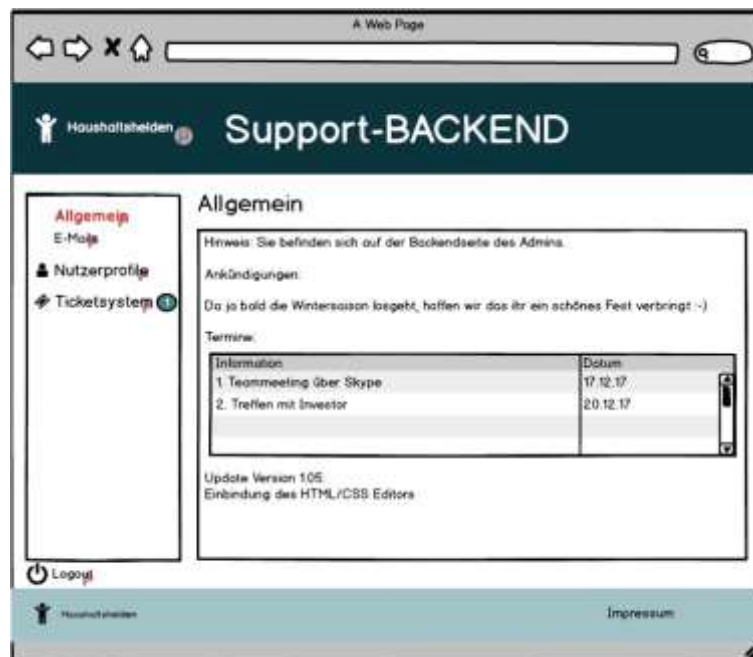 A Web Page
Haushaltshelden
Support-BACKEND
Allgemein
E-Mails
Nutzerprofile
Ticketsystem 1
Allgemein
Hinweis: Sie befinden sich auf der Backendseite des Admins.
Ankündigungen:
Da ja bald die Wintersaison losgeht, hoffen wir das ihr ein schönes Fest verbringt :-)
Termine:
Information Datum
1. Teammeeting über Skype 17.12.17
2. Treffen mit Investor 20.12.17
Update Version 1.05:
Einbindung des HTML/CSS Editors
Logout
Haushaltshelden
Impressum